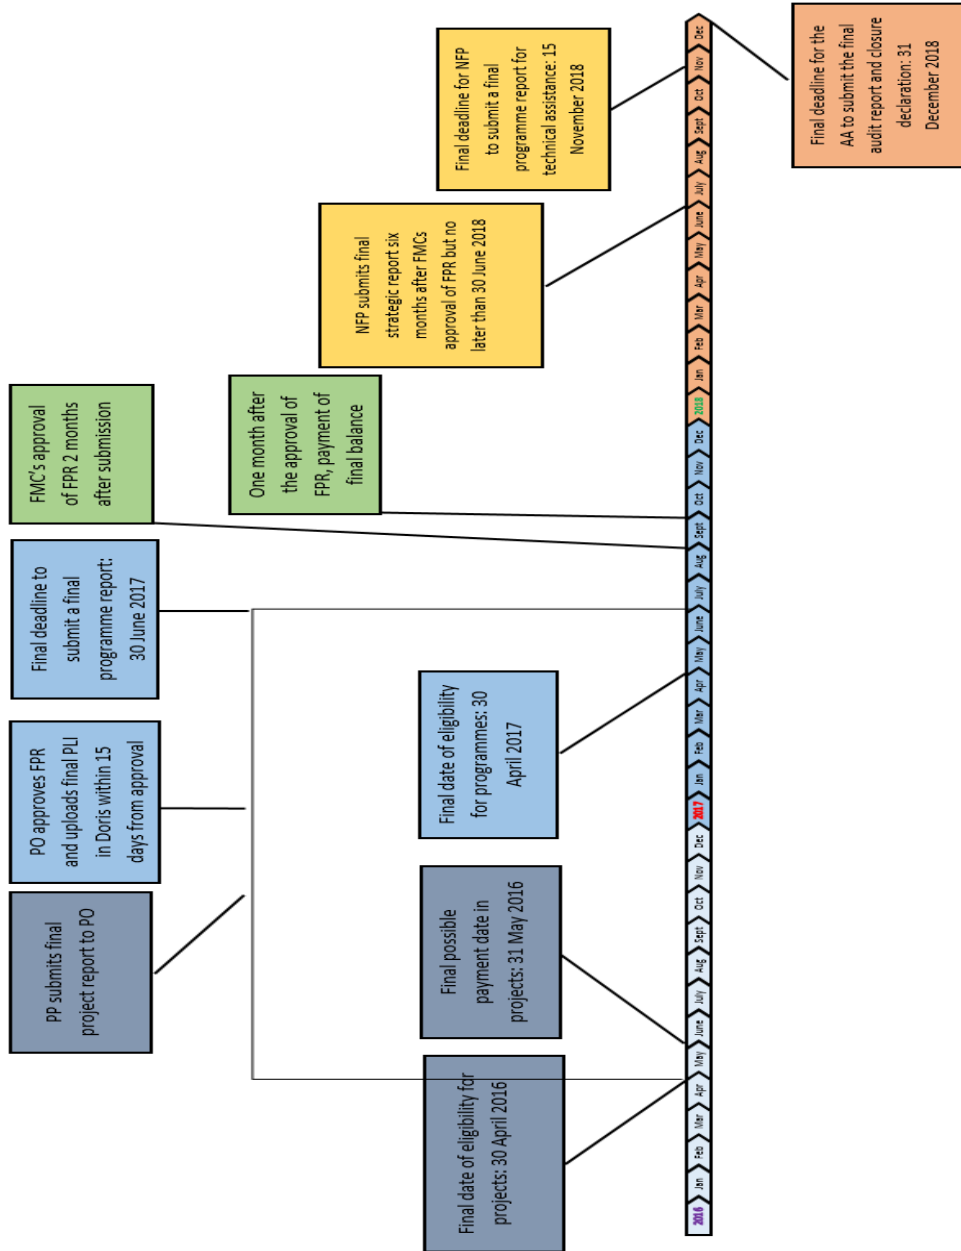 PP submits final
project report to PO
PO approves FPR
and uploads final PLI
in Doris within 15
days from approval
Final deadline to
submit a final
programme report:
30 June 2017
FMC's approval
of FPR 2 months
after submission
One month after
the approval of
FPR, payment of
final balance
NFP submits final
strategic report six
months after FMCs
approval of FPR but no
later than 30 June 2018
Final deadline for NFP
to submit a final
programme report for
technical assistance: 15
November 2018
Final date of eligibility for
projects: 30 April 2016
Final possible
payment date in
projects: 31 May 2016
Final date of eligibility
for programmes: 30
April 2017
2016 Jan Feb Mar Apr May June July Aug Sept Oct Nov Dec 2017 Jan Feb Mar Apr May June July Aug Sept Oct Nov Dec 2018 Jan Feb Mar Apr May June July Aug Sept Oct Nov Dec
Final deadline for the
AA to submit the final
audit report and closure
declaration: 31
December 2018